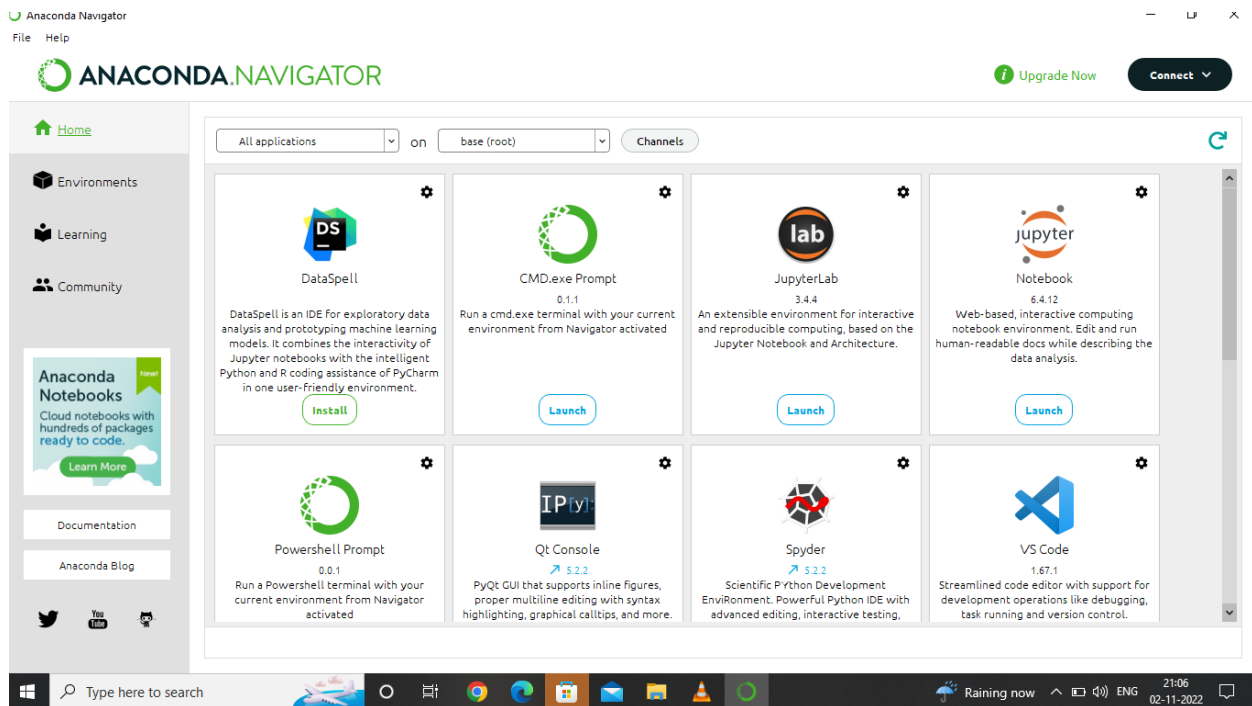 Anaconda Navigator
File Help
ANACONDA.NAVIGATOR
i Upgrade Now
Connect
Home
Environments
Learning
Community
Anaconda Notebooks
New!
Cloud notebooks with
hundreds of packages
ready to code.
Learn More
Documentation
Anaconda Blog
You
Tube
All applications on base (root) Channels
DS
DataSpell
DataSpell is an IDE for exploratory data
analysis and prototyping machine learning
models. It combines the interactivity of
Jupyter notebooks with the intelligent
Python and R coding assistance of PyCharm
in one user-friendly environment.
Install
CMD.exe Prompt
0.1.1
Run a cmd.exe terminal with your current
environment from Navigator activated
Launch
lab
JupyterLab
3.4.4
An extensible environment for interactive
and reproducible computing, based on the
Jupyter Notebook and Architecture.
Launch
jupyter
Notebook
6.4.12
Web-based, interactive computing
notebook environment. Edit and run
human-readable docs while describing the
data analysis.
Launch
Powershell Prompt
0.0.1
Run a Powershell terminal with your
current environment from Navigator
activated
IP[y]:
Qt Console
5.2.2
PyQt GUI that supports inline figures,
proper multiline editing with syntax
highlighting, graphical calltips, and more.
Spyder
5.2.2
Scientific PYthon Development
EnviRonment. Powerful Python IDE with
advanced editing, interactive testing,
VS Code
1.67.1
Streamlined code editor with support for
development operations like debugging,
task running and version control.
Type here to search
Raining now
ENG
21:06
02-11-2022